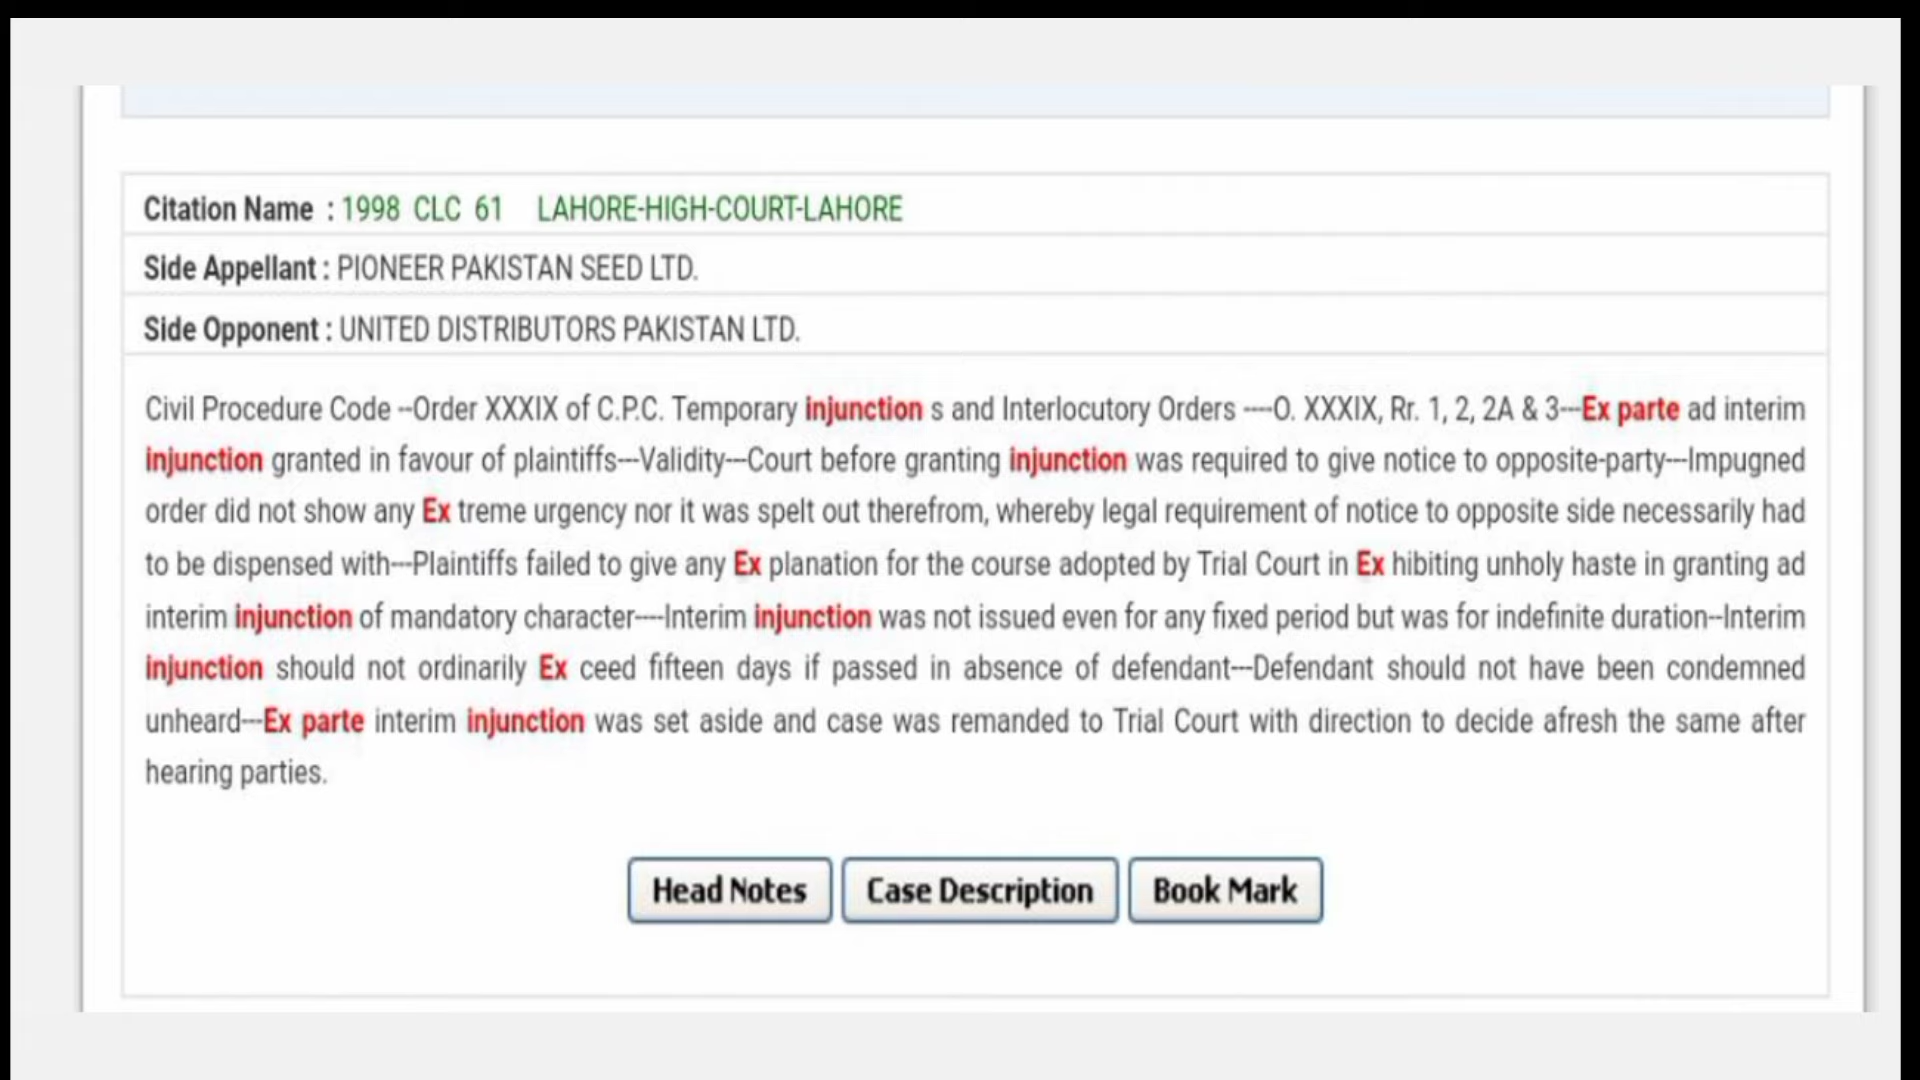 Citation Name : 1998 CLC 61 LAHORE-HIGH-COURT-LAHORE
Side Appellant : PIONEER PAKISTAN SEED LTD.
Side Opponent : UNITED DISTRIBUTORS PAKISTAN LTD.
Civil Procedure Code --Order XXXIX of C.P.C. Temporary injunction s and Interlocutory Orders ----O. XXXIX, Rr. 1, 2, 2A & 3---Ex parte ad interim
injunction granted in favour of plaintiffs---Validity---Court before granting injunction was required to give notice to opposite-party---Impugned
order did not show any Ex treme urgency nor it was spelt out therefrom, whereby legal requirement of notice to opposite side necessarily had
to be dispensed with---Plaintiffs failed to give any Ex planation for the course adopted by Trial Court in Ex hibiting unholy haste in granting ad
interim injunction of mandatory character----Interim injunction was not issued even for any fixed period but was for indefinite duration--Interim
injunction should not ordinarily Ex ceed fifteen days if passed in absence of defendant---Defendant should not have been condemned
unheard---Ex parte interim injunction was set aside and case was remanded to Trial Court with direction to decide afresh the same after
hearing parties.
Head Notes Case Description Book Mark